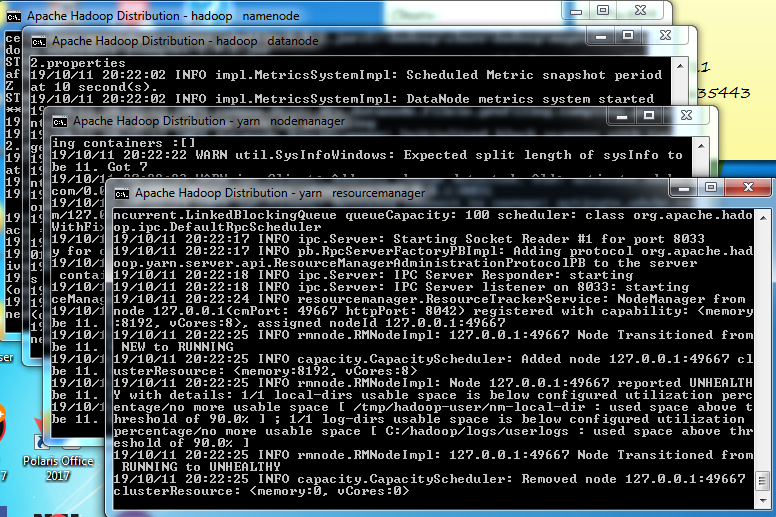 Apache Hadoop Distribution - hadoop namenode
Apache Hadoop Distribution - hadoop datanode
2.properties
19/10/11 20:22:02 INFO impl.MetricsSystemImpl: Scheduled Metric snapshot period
at 10 second(s).
19/10/11 20:22:02 INFO impl.MetricsSystemImpl: DataNode metrics system started
35443
Apache Hadoop Distribution - yarn nodemanager
ing containers :[]
19/10/11 20:22:22 WARN util.SysInfoWindows: Expected split length of sysInfo to
be 11. Got 7
Apache Hadoop Distribution - yarn resourcemanager
ncurrent.LinkedBlockingQueue queueCapacity: 100 scheduler: class org.apache.hado
op.ipc.DefaultRpcScheduler
19/10/11 20:22:17 INFO ipc.Server: Starting Socket Reader #1 for port 8033
19/10/11 20:22:17 INFO pb.RpcServerFactoryPBImpl: Adding protocol org.apache.had
oop.yarn.server.api.ResourceManagerAdministrationProtocolPB to the server
19/10/11 20:22:18 INFO ipc.Server: IPC Server Responder: starting
19/10/11 20:22:18 INFO ipc.Server: IPC Server listener on 8033: starting
19/10/11 20:22:24 INFO resourcemanager.ResourceTrackerService: NodeManager from
node 127.0.0.1(cmPort: 49667 httpPort: 8042) registered with capability: <memory
:8192, vCores:8>, assigned nodeId 127.0.0.1:49667
19/10/11 20:22:25 INFO rmnode.RMNodeImpl: 127.0.0.1:49667 Node Transitioned from
NEW to RUNNING
19/10/11 20:22:25 INFO capacity.CapacityScheduler: Added node 127.0.0.1:49667 cl
usterResource: <memory:8192, vCores:8>
19/10/11 20:22:25 INFO rmnode.RMNodeImpl: Node 127.0.0.1:49667 reported UNHEALTH
Y with details: 1/1 local-dirs usable space is below configured utilization perc
entage/no more usable space [ /tmp/hadoop-user/nm-local-dir : used space above t
hreshold of 90.0% ] ; 1/1 log-dirs usable space is below configured utilization
percentage/no more usable space [ C:/hadoop/logs/userlogs : used space above thr
eshold of 90.0% ]
19/10/11 20:22:25 INFO rmnode.RMNodeImpl: 127.0.0.1:49667 Node Transitioned from
RUNNING to UNHEALTHY
19/10/11 20:22:25 INFO capacity.CapacityScheduler: Removed node 127.0.0.1:49667
clusterResource: <memory:0, vCores:0>
Polaris Office
2017